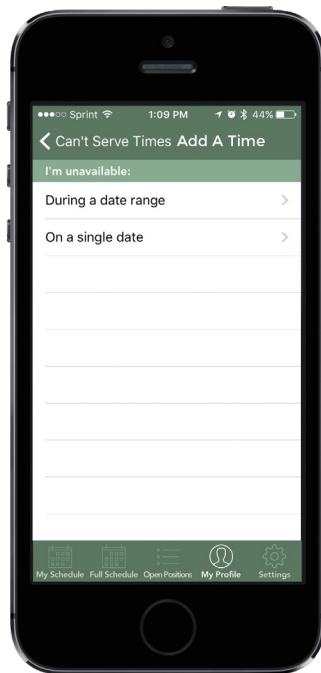 Sprint 1:09 PM 44%
Can't Serve Times Add A Time
I'm unavailable:
During a date range
On a single date
My Schedule Full Schedule Open Positions My Profile Settings